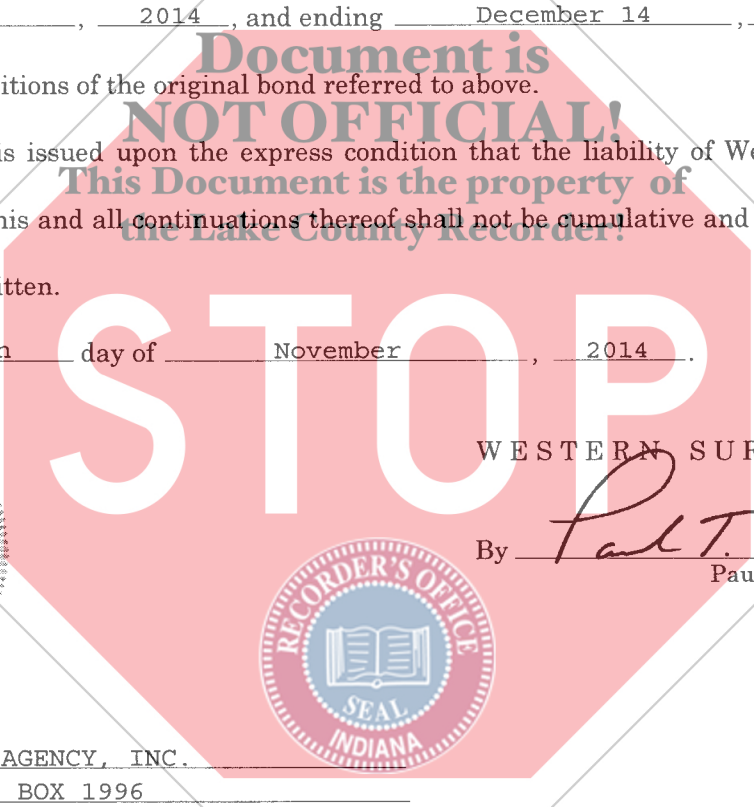 , 2014 , and ending December 14 ,
Document is
itions of the original bond referred to above.
NOT OFFICIAL!
is issued upon the express condition that the liability of We
This Document is the property of
his and all continuations thereof shall not be cumulative and
the Lake County Recorder!
itten.
day of November , 2014 .
STOP
WESTERN SUR
By Paul T.
Pau
RECORDER'S OFFICE
SEAL
INDIANA
AGENCY, INC.
BOX 1996